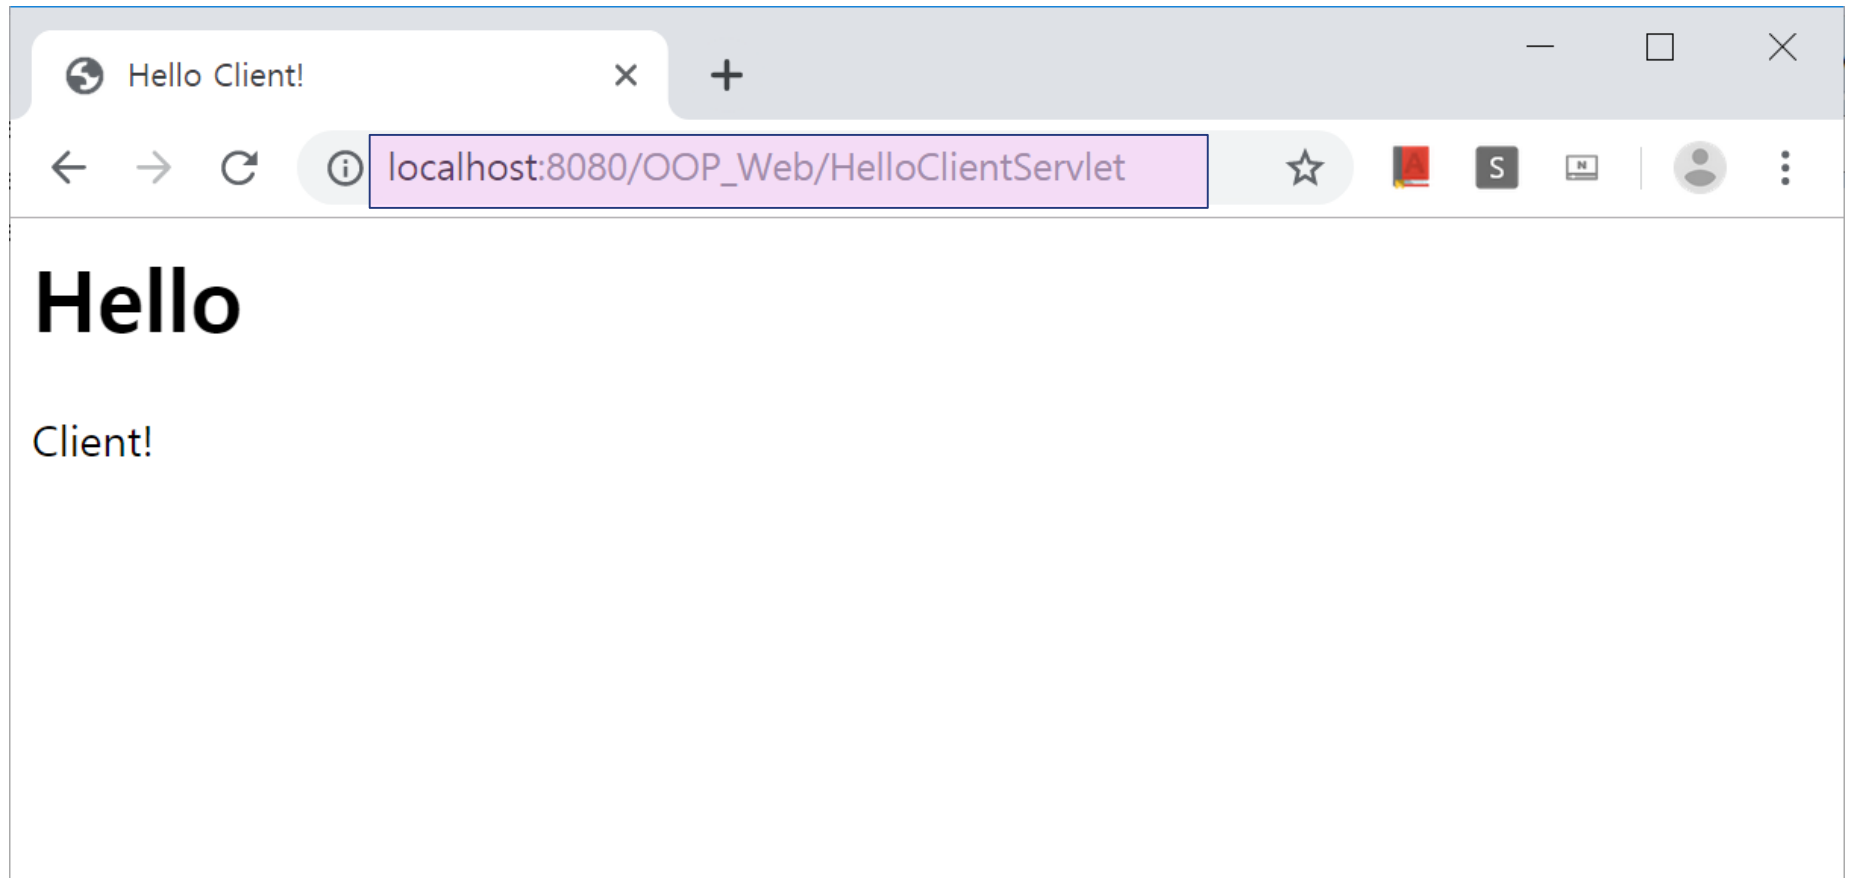 Hello Client!
localhost:8080/OOP_Web/HelloClientServlet
A
S
N
Hello
Client!